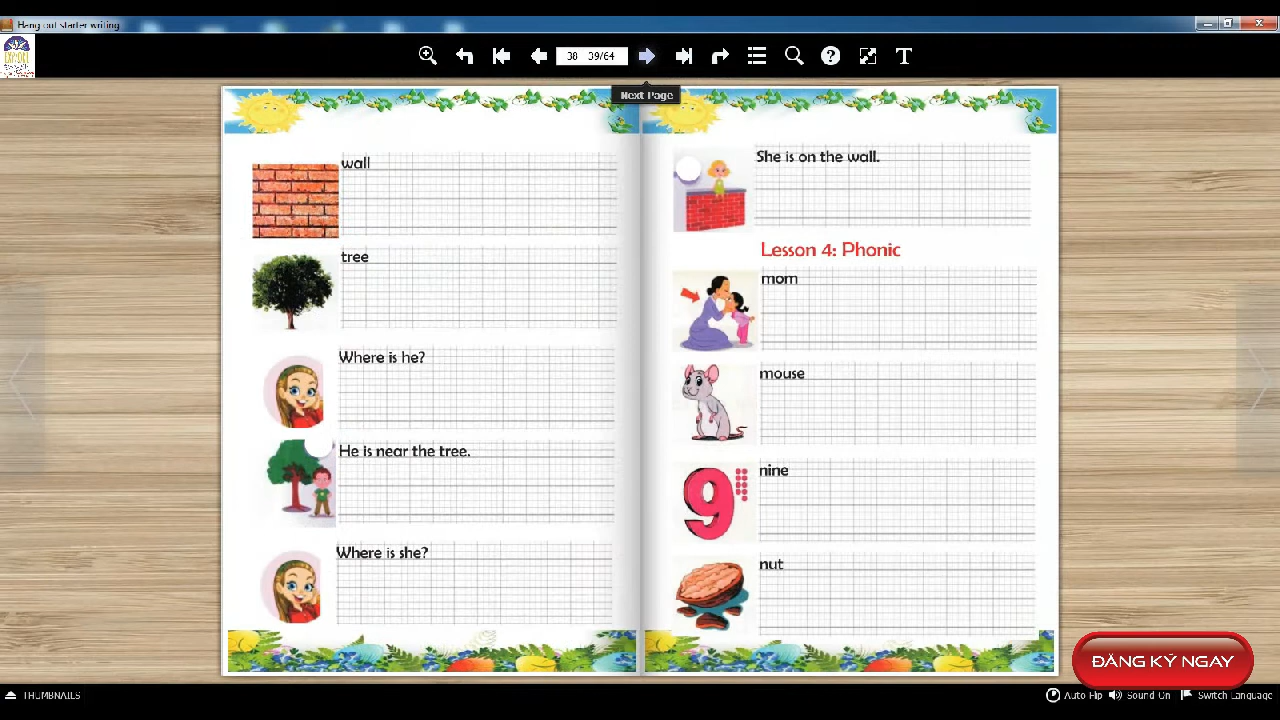 Hang out starter writing
38 39/64
T
Next Page
wall
tree
Where is he?
He is near the tree.
Where is she?
She is on the wall.
Lesson 4: Phonic
mom
mouse
9
nine
nut
ĐĂNG KÝ NGAY
THUMBNAILS
Auto Flip
Sound On
Switch Language